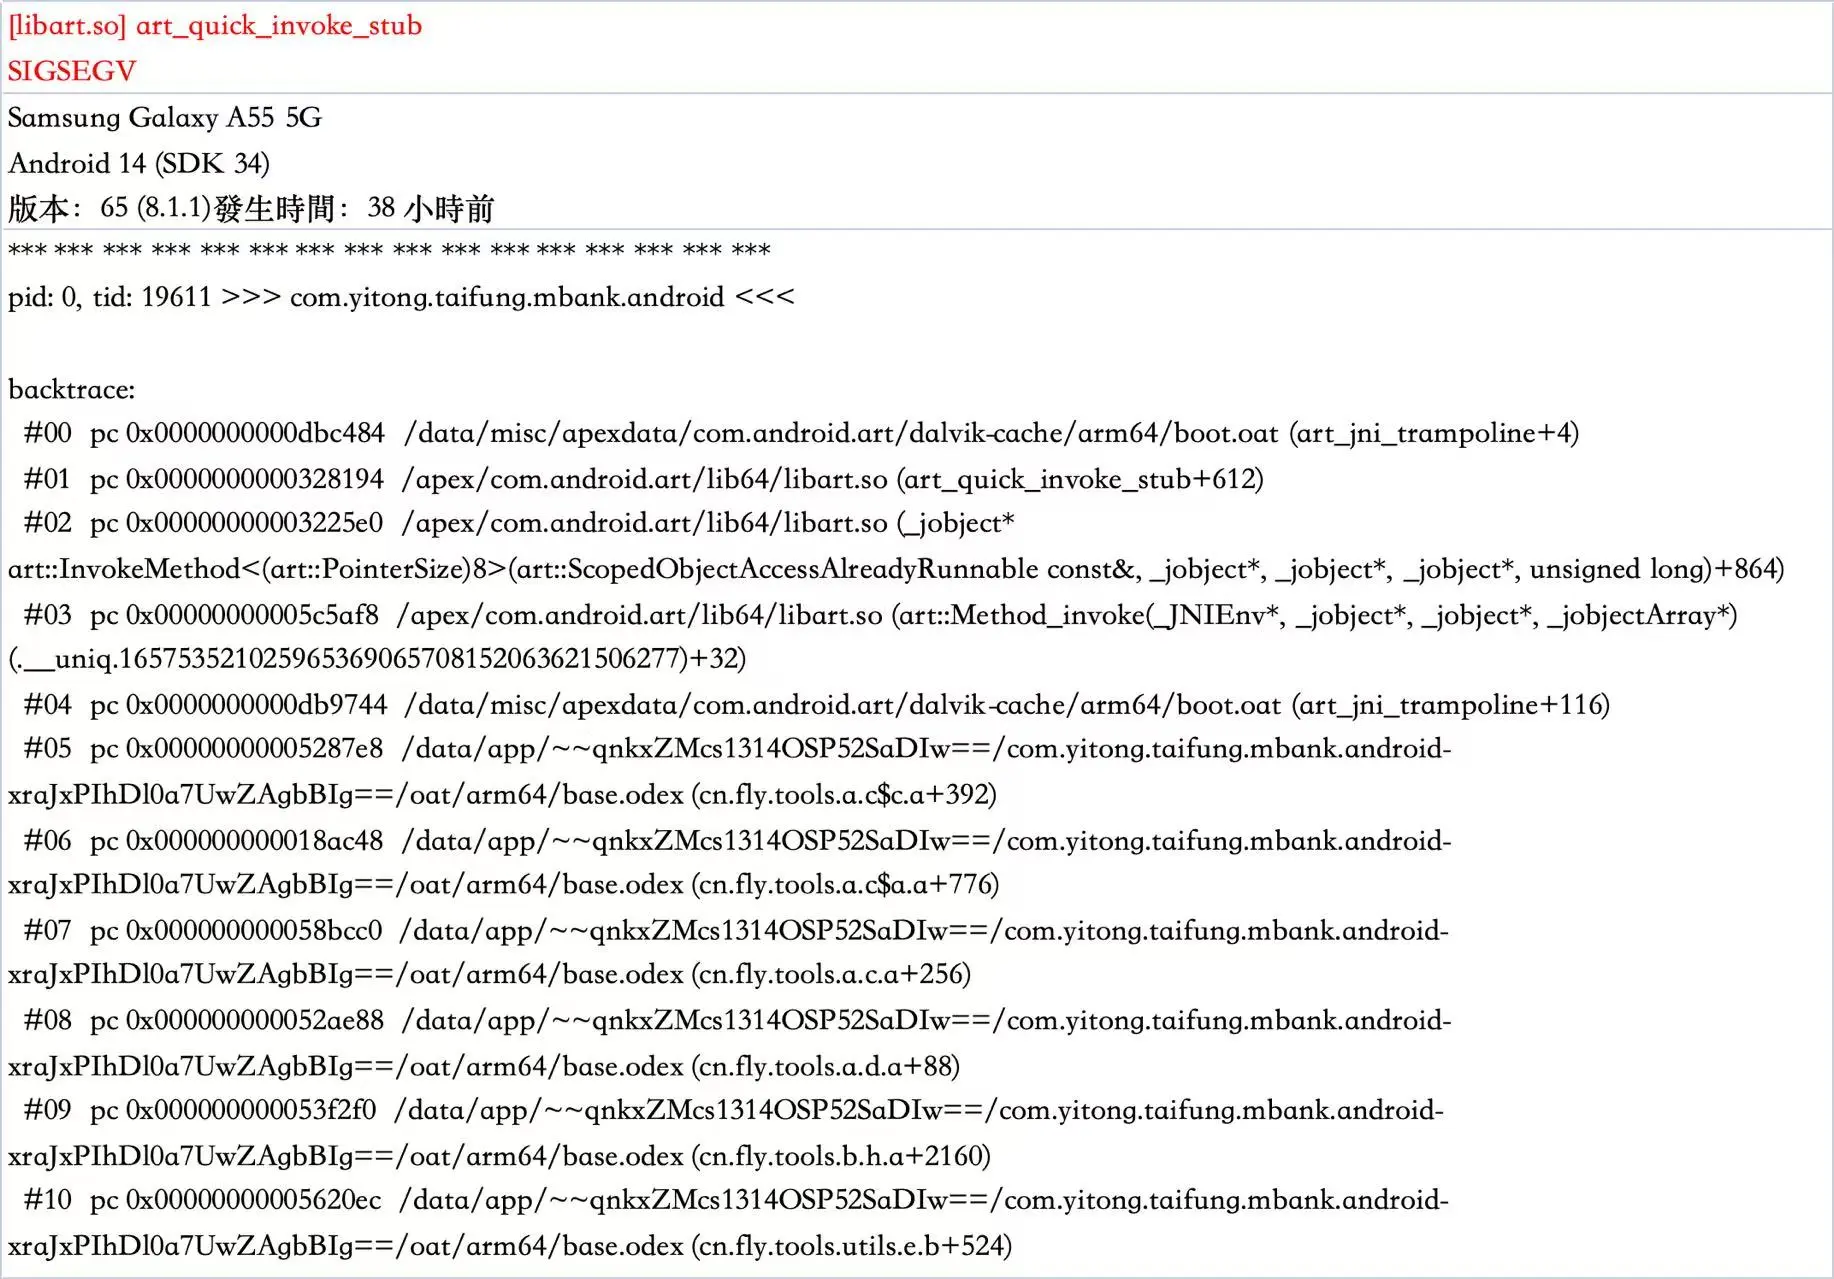 [libart.so] art_quick_invoke_stub
SIGSEGV
Samsung Galaxy A55 5G
Android 14 (SDK 34)
版本：65 (8.1.1)發生時間：38 小時前
*** *** *** *** *** *** *** *** *** *** *** *** *** *** *** ***
pid: 0, tid: 19611 >>> com.yitong.taifung.mbank.android <<<
backtrace:
#00 pc 0x0000000000dbc484 /data/misc/apexdata/com.android.art/dalvik-cache/arm64/boot.oat (art_jni_trampoline+4)
#01 pc 0x0000000000328194 /apex/com.android.art/lib64/libart.so (art_quick_invoke_stub+612)
#02 pc 0x00000000003225e0 /apex/com.android.art/lib64/libart.so (_jobject*
art::InvokeMethod<(art::PointerSize)8>(art::ScopedObjectAccessAlreadyRunnable const&, _jobject*, _jobject*, _jobject*, unsigned long)+864)
#03 pc 0x00000000005c5af8 /apex/com.android.art/lib64/libart.so (art::Method_invoke(_JNIEnv*, _jobject*, _jobject*, _jobjectArray*)
(.__uniq.165753521025965369065708152063621506277)+32)
#04 pc 0x0000000000db9744 /data/misc/apexdata/com.android.art/dalvik-cache/arm64/boot.oat (art_jni_trampoline+116)
#05 pc 0x00000000005287e8 /data/app/~~qnkxZMcs1314OSP52SaDIw==/com.yitong.taifung.mbank.android-
xraJxPIhDl0a7UwZAgbBIg==/oat/arm64/base.odex (cn.fly.tools.a.c$c.a+392)
#06 pc 0x000000000018ac48 /data/app/~~qnkxZMcs1314OSP52SaDIw==/com.yitong.taifung.mbank.android-
xraJxPIhDl0a7UwZAgbBIg==/oat/arm64/base.odex (cn.fly.tools.a.c$a.a+776)
#07 pc 0x000000000058bcc0 /data/app/~~qnkxZMcs1314OSP52SaDIw==/com.yitong.taifung.mbank.android-
xraJxPIhDl0a7UwZAgbBIg==/oat/arm64/base.odex (cn.fly.tools.a.c.a+256)
#08 pc 0x000000000052ae88 /data/app/~~qnkxZMcs1314OSP52SaDIw==/com.yitong.taifung.mbank.android-
xraJxPIhDl0a7UwZAgbBIg==/oat/arm64/base.odex (cn.fly.tools.a.d.a+88)
#09 pc 0x000000000053f2f0 /data/app/~~qnkxZMcs1314OSP52SaDIw==/com.yitong.taifung.mbank.android-
xraJxPIhDl0a7UwZAgbBIg==/oat/arm64/base.odex (cn.fly.tools.b.h.a+2160)
#10 pc 0x00000000005620ec /data/app/~~qnkxZMcs1314OSP52SaDIw==/com.yitong.taifung.mbank.android-
xraJxPIhDl0a7UwZAgbBIg==/oat/arm64/base.odex (cn.fly.tools.utils.e.b+524)